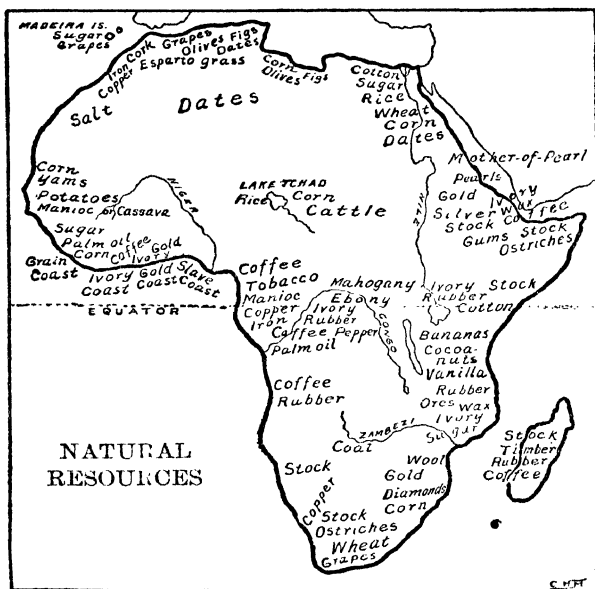 MADEIRA IS.
Sugar
Grapes
Iron
Copper
Cork
Grapes
Olives Figs
Dates
Esparto grass
Corn Figs
Olives
Salt
Dates
Cotton
Sugar
Rice
Wheat
Corn
Dates
Mother-of-Pearl
Pearls
Gold
Ivory
Silver Wax
Stock Coffee
Gums Stock
Ostriches
Corn
Yams
Potatoes
Manioc or Cassava
Sugar
Palm oil
Corn Coffee Gold
Ivory
NIGER
LAKE TCHAD
Rice Corn
Cattle
NILE
Grain
Coast
Ivory
Coast
Gold
Coast
Slave
Coast
Coffee
Tobacco
Manioc
Copper
Iron
Mahogany
Ebony
Ivory
Rubber
Coffee Pepper
Palm oil
CONGO
Ivory Stock
Rubber
Cotton
EQUATOR
Bananas
Cocoa-
nuts
Vanilla
Rubber
Ores Wax
Ivory
Sugar
Coffee
Rubber
ZAMBEZI
Coal
Stock
Timber
Rubber
Coffee
NATURAL
RESOURCES
Stock
Copper
Wool
Gold
Diamonds
Corn
Stock
Ostriches
Wheat
Grapes